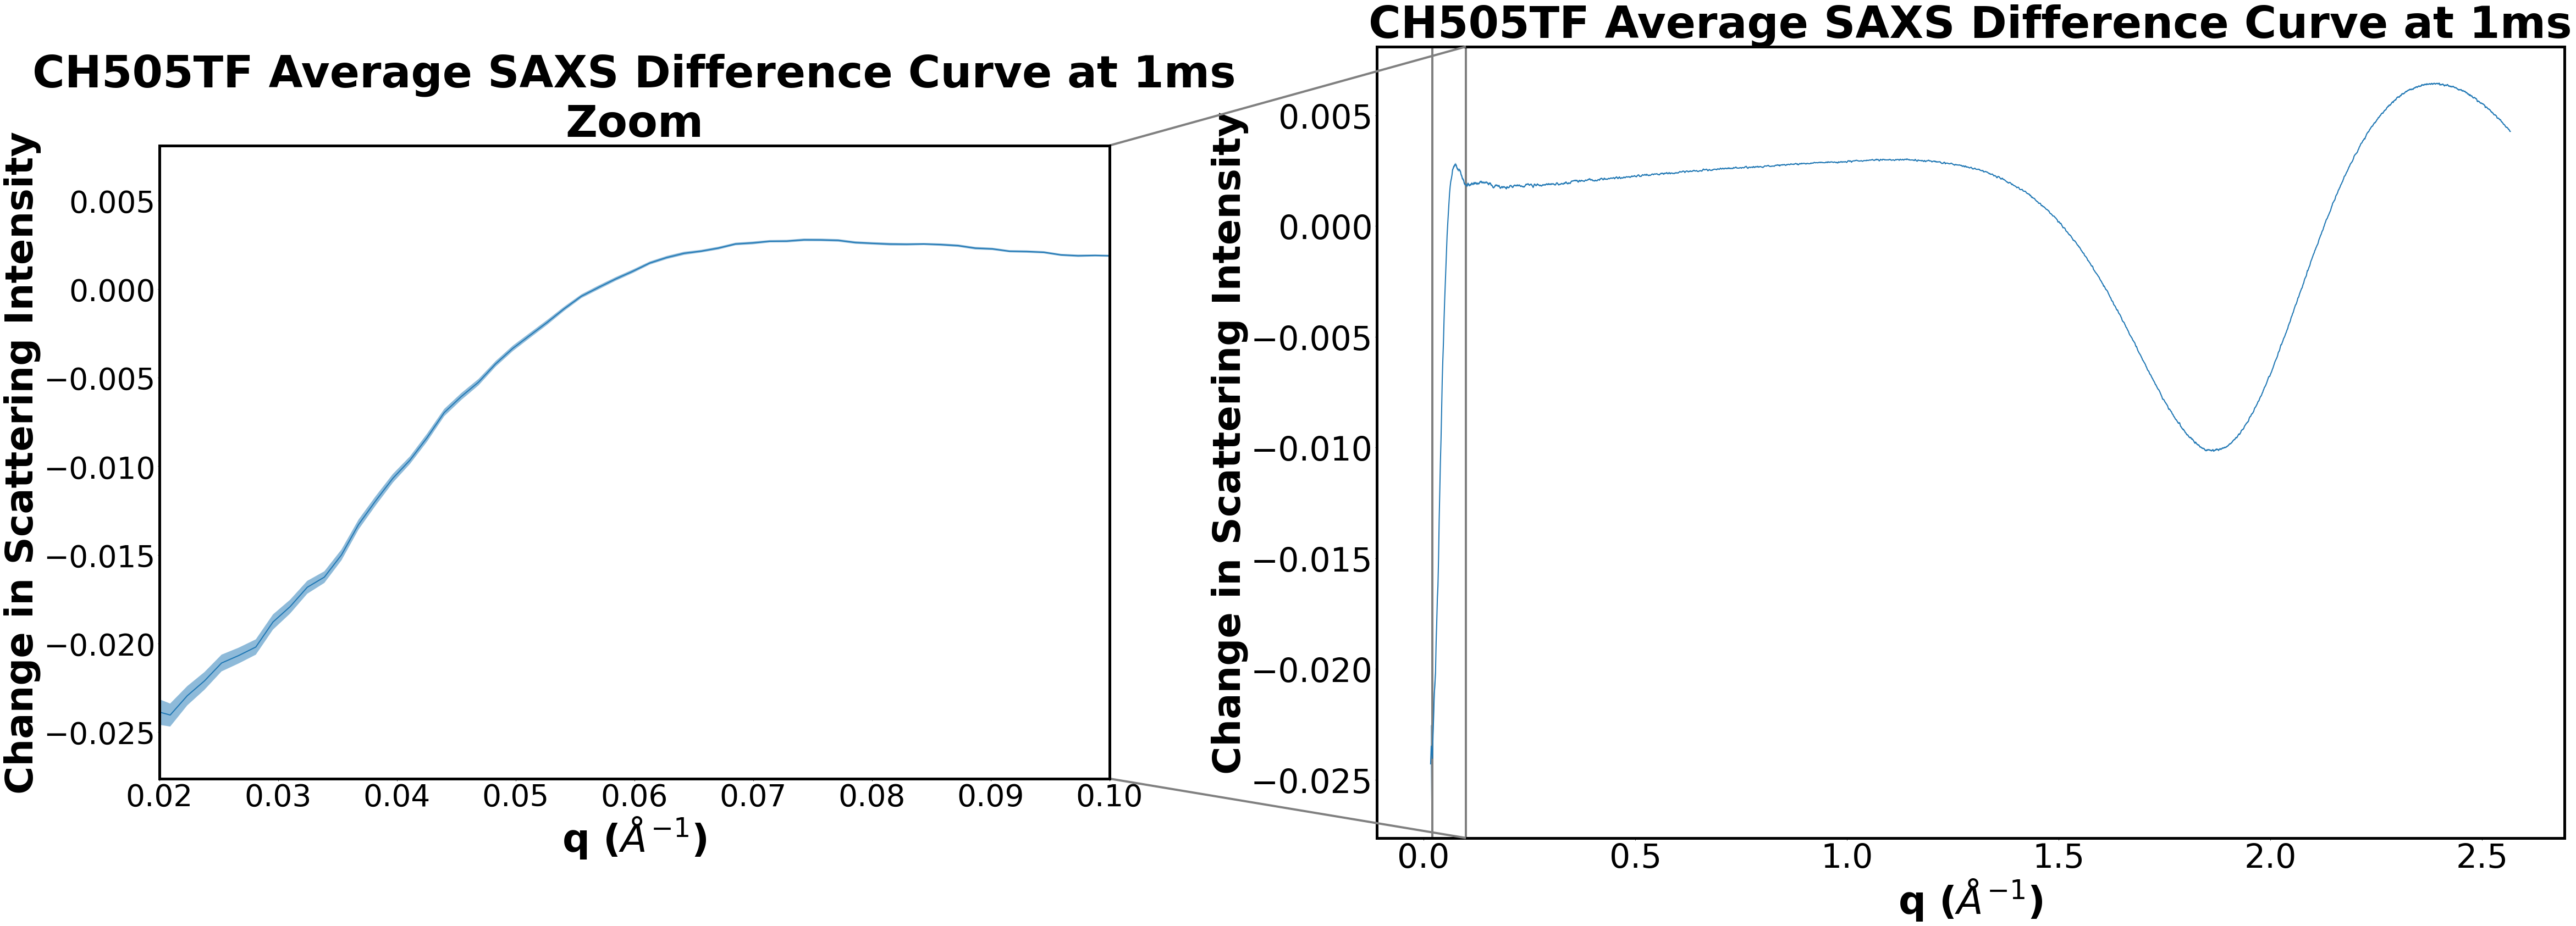 CH505TF Average SAXS Difference Curve at 1ms
Zoom
Change in Scattering Intensity
0.005
0.000
−0.005
−0.010
−0.015
−0.020
−0.025
0.02 0.03 0.04 0.05 0.06 0.07 0.08 0.09 0.10
q (Å⁻¹)
CH505TF Average SAXS Difference Curve at 1ms
Change in Scattering Intensity
0.005
0.000
−0.005
−0.010
−0.015
−0.020
−0.025
0.0 0.5 1.0 1.5 2.0 2.5
q (Å⁻¹)